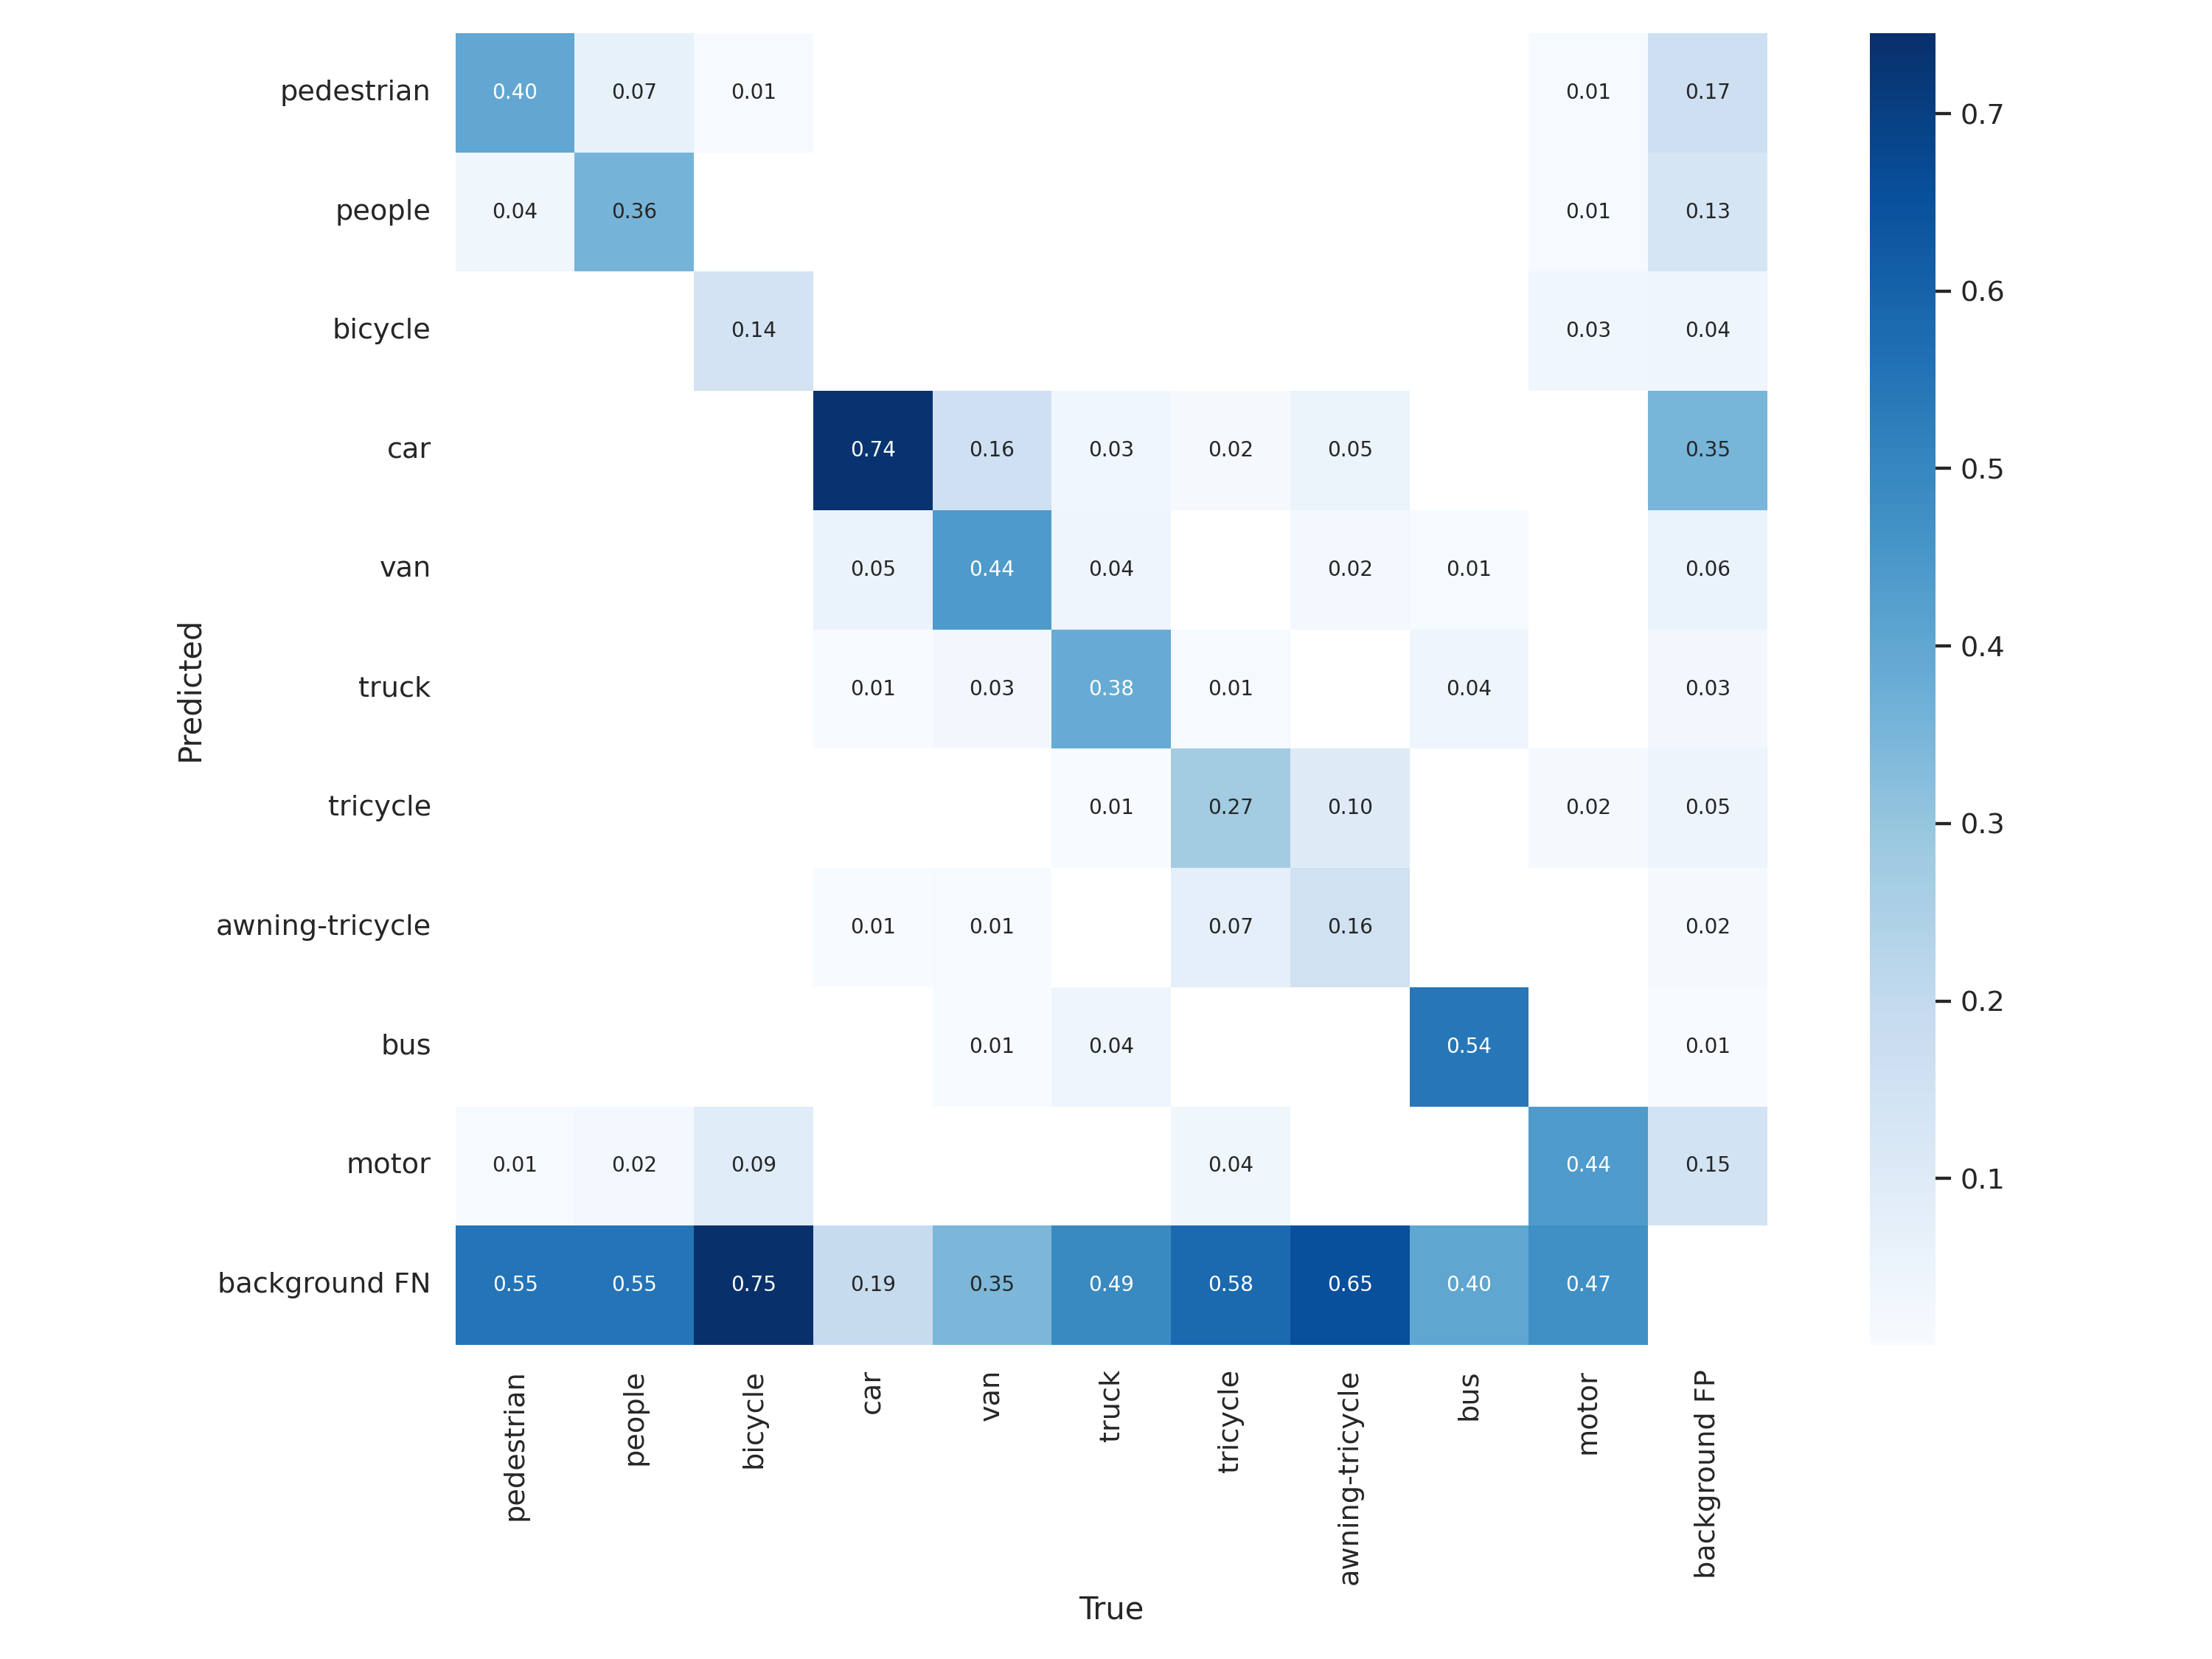 pedestrian 0.40 0.07 0.01 0.01 0.17
0.7
people 0.04 0.36 0.01 0.13
0.6
bicycle 0.14 0.03 0.04
car 0.74 0.16 0.03 0.02 0.05 0.35
0.5
van 0.05 0.44 0.04 0.02 0.01 0.06
0.4
Predicted
truck 0.01 0.03 0.38 0.01 0.04 0.03
tricycle 0.01 0.27 0.10 0.02 0.05
0.3
awning-tricycle 0.01 0.01 0.07 0.16 0.02
0.2
bus 0.01 0.04 0.54 0.01
motor 0.01 0.02 0.09 0.04 0.44 0.15
0.1
background FN 0.55 0.55 0.75 0.19 0.35 0.49 0.58 0.65 0.40 0.47
pedestrian
people
bicycle
car
van
truck
tricycle
awning-tricycle
bus
motor
background FP
True